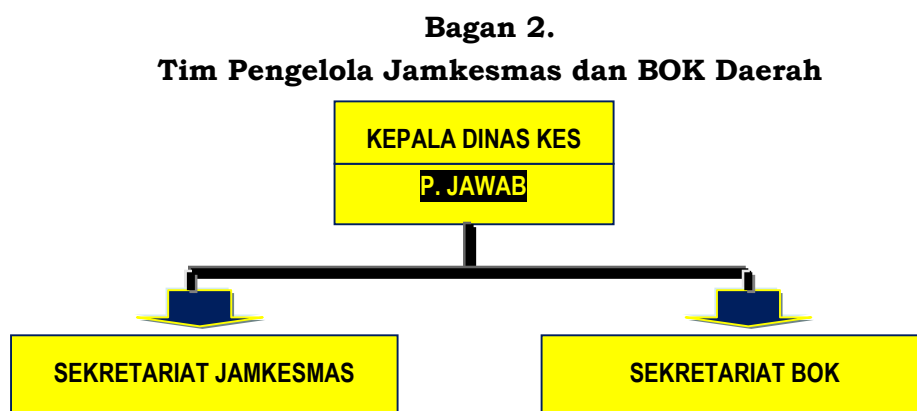 Bagan 2.
Tim Pengelola Jamkesmas dan BOK Daerah
KEPALA DINAS KES
P. JAWAB
SEKRETARIAT JAMKESMAS
SEKRETARIAT BOK